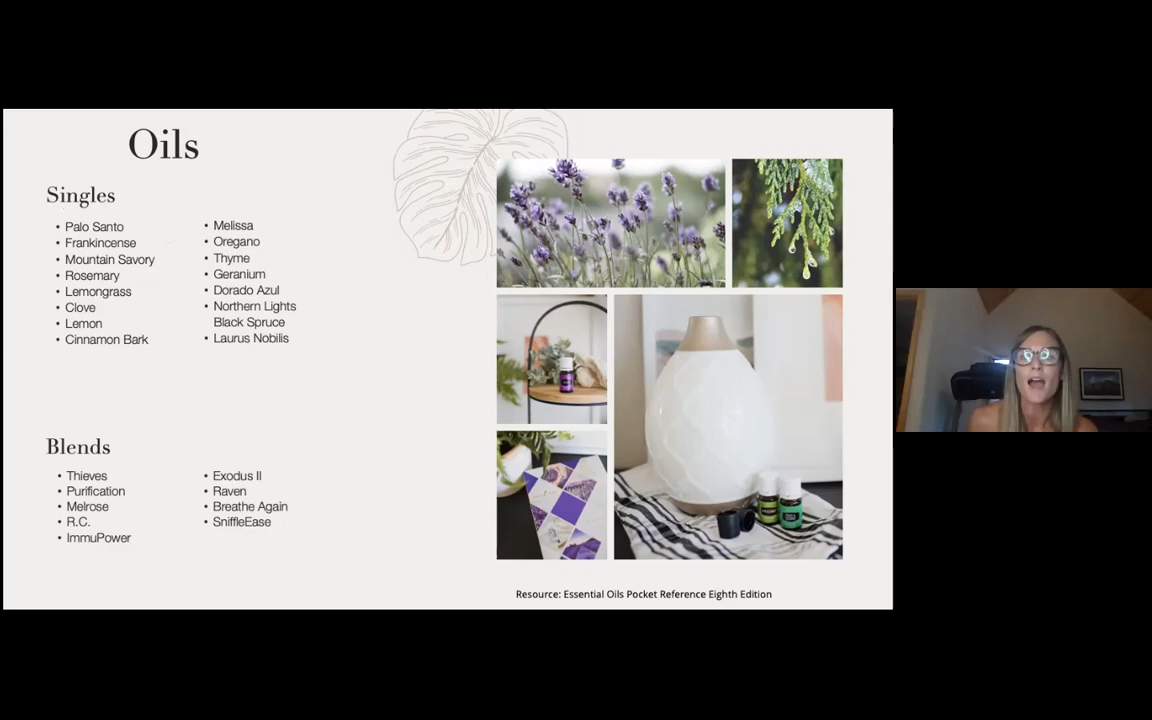 Oils
Singles
• Palo Santo
• Frankincense
• Mountain Savory
• Rosemary
• Lemongrass
• Clove
• Lemon
• Cinnamon Bark
• Melissa
• Oregano
• Thyme
• Geranium
• Dorado Azul
• Northern Lights
Black Spruce
• Laurus Nobilis
Blends
• Thieves
• Purification
• Melrose
• R.C.
• ImmuPower
• Exodus II
• Raven
• Breathe Again
• SniffleEase
Resource: Essential Oils Pocket Reference Eighth Edition